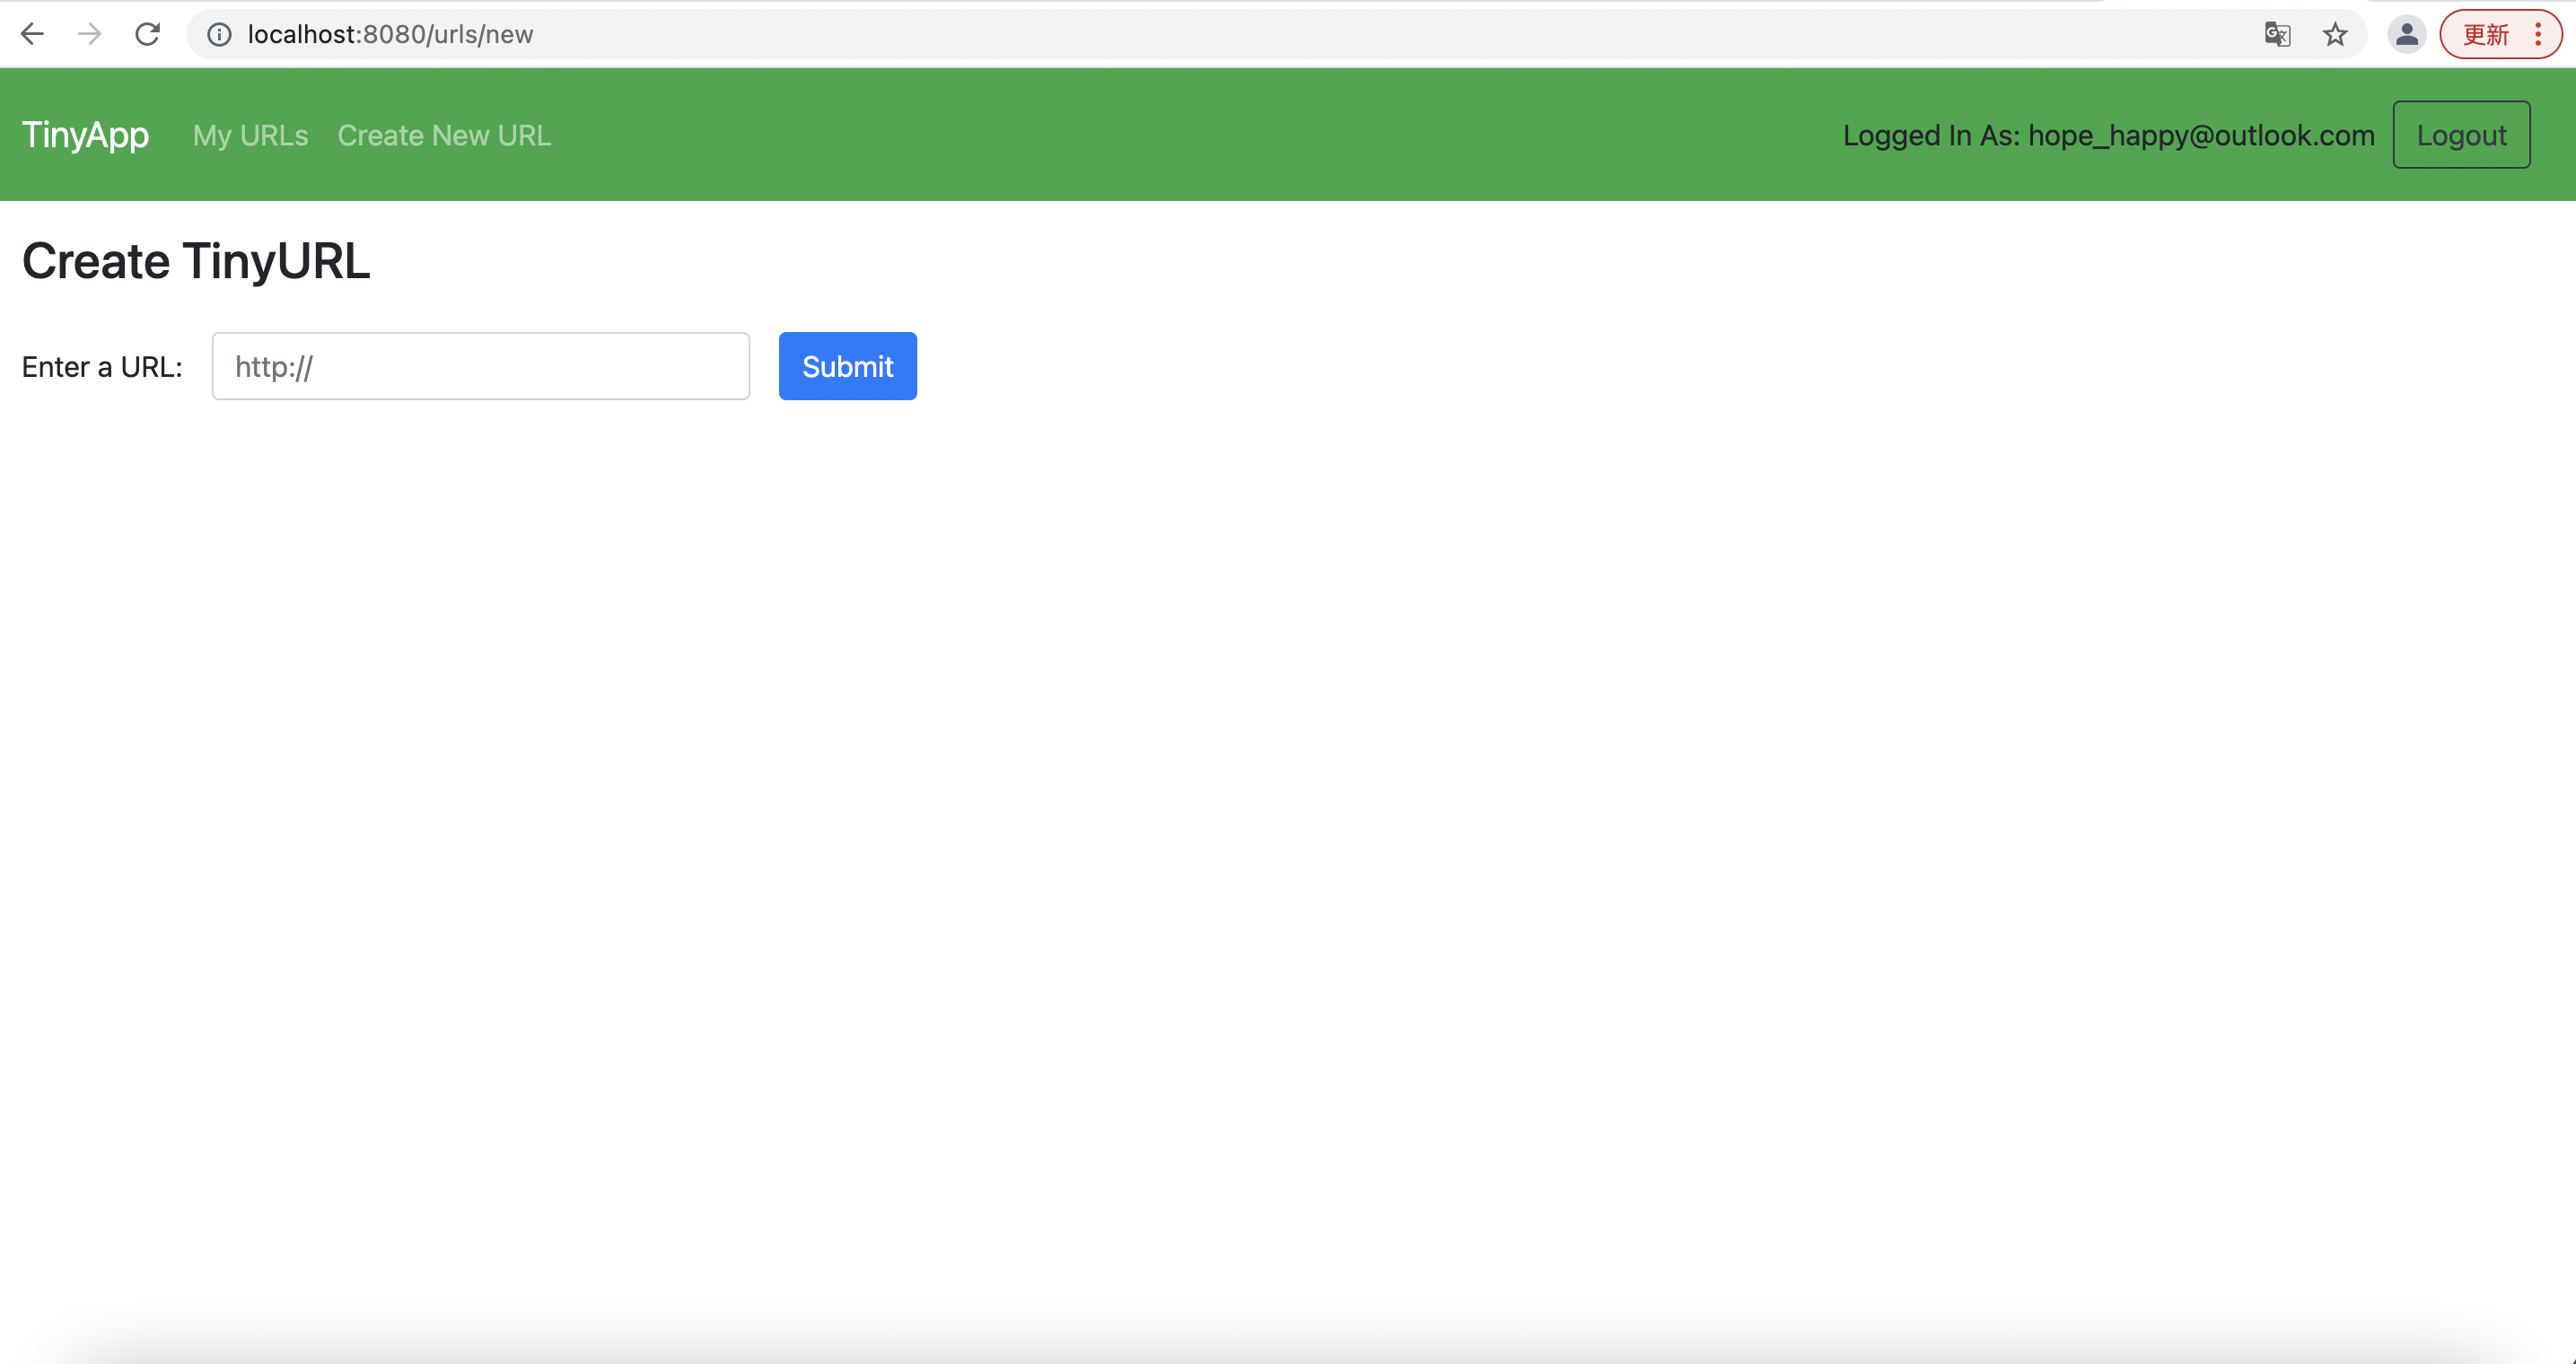 localhost:8080/urls/new
更新
TinyApp My URLs Create New URL Logged In As: hope_happy@outlook.com Logout
Create TinyURL
Enter a URL: http:// Submit